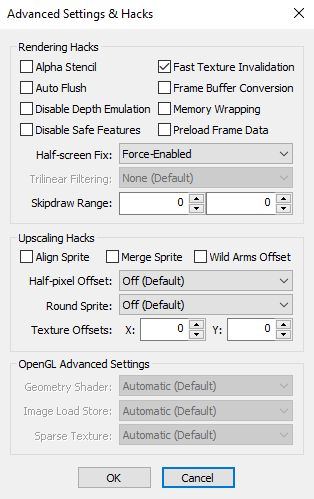 Advanced Settings & Hacks
Rendering Hacks
Alpha Stencil Fast Texture Invalidation
Auto Flush Frame Buffer Conversion
Disable Depth Emulation Memory Wrapping
Disable Safe Features Preload Frame Data
Half-screen Fix: Force-Enabled
Trilinear Filtering: None (Default)
Skipdraw Range: 0 0
Upscaling Hacks
Align Sprite Merge Sprite Wild Arms Offset
Half-pixel Offset: Off (Default)
Round Sprite: Off (Default)
Texture Offsets: X: 0 Y: 0
OpenGL Advanced Settings
Geometry Shader: Automatic (Default)
Image Load Store: Automatic (Default)
Sparse Texture: Automatic (Default)
OK Cancel